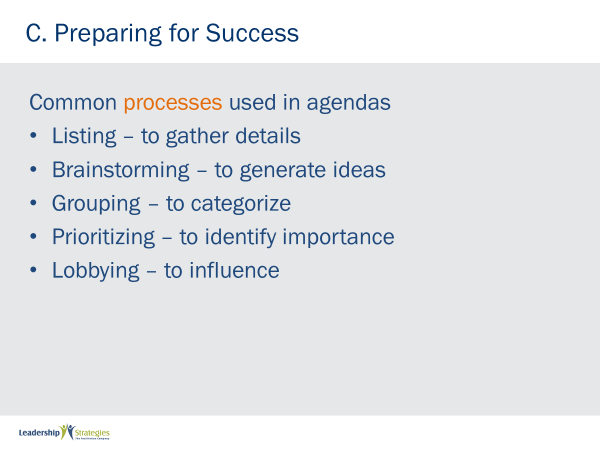 C. Preparing for Success
Common processes used in agendas
• Listing – to gather details
• Brainstorming – to generate ideas
• Grouping – to categorize
• Prioritizing – to identify importance
• Lobbying – to influence
Leadership Strategies
The Facilitation Company